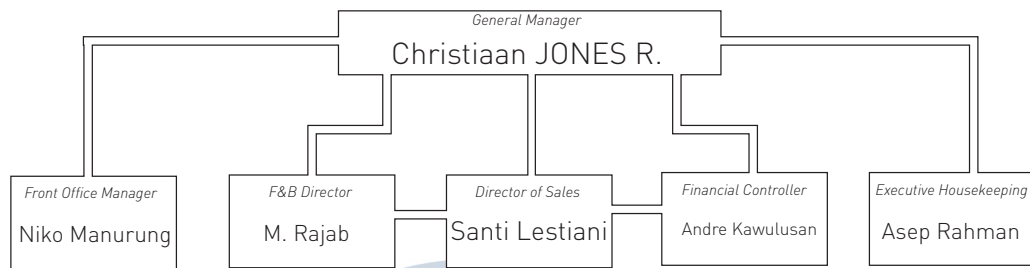 General Manager
Christiaan JONES R.
Front Office Manager
Niko Manurung
F&B Director
M. Rajab
Director of Sales
Santi Lestiani
Financial Controller
Andre Kawulusan
Executive Housekeeping
Asep Rahman